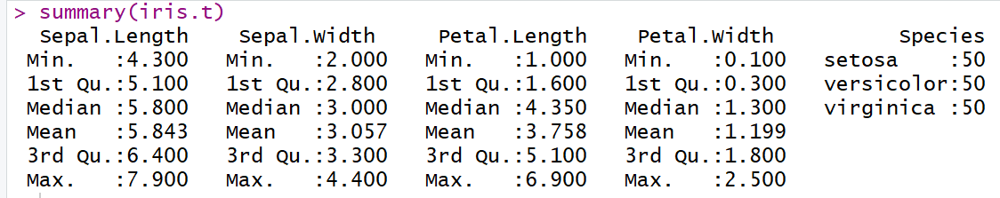 > summary(iris.t)
  Sepal.Length    Sepal.Width     Petal.Length    Petal.Width          Species
 Min.   :4.300   Min.   :2.000   Min.   :1.000   Min.   :0.100   setosa    :50
 1st Qu.:5.100   1st Qu.:2.800   1st Qu.:1.600   1st Qu.:0.300   versicolor:50
 Median :5.800   Median :3.000   Median :4.350   Median :1.300   virginica :50
 Mean   :5.843   Mean   :3.057   Mean   :3.758   Mean   :1.199
 3rd Qu.:6.400   3rd Qu.:3.300   3rd Qu.:5.100   3rd Qu.:1.800
 Max.   :7.900   Max.   :4.400   Max.   :6.900   Max.   :2.500